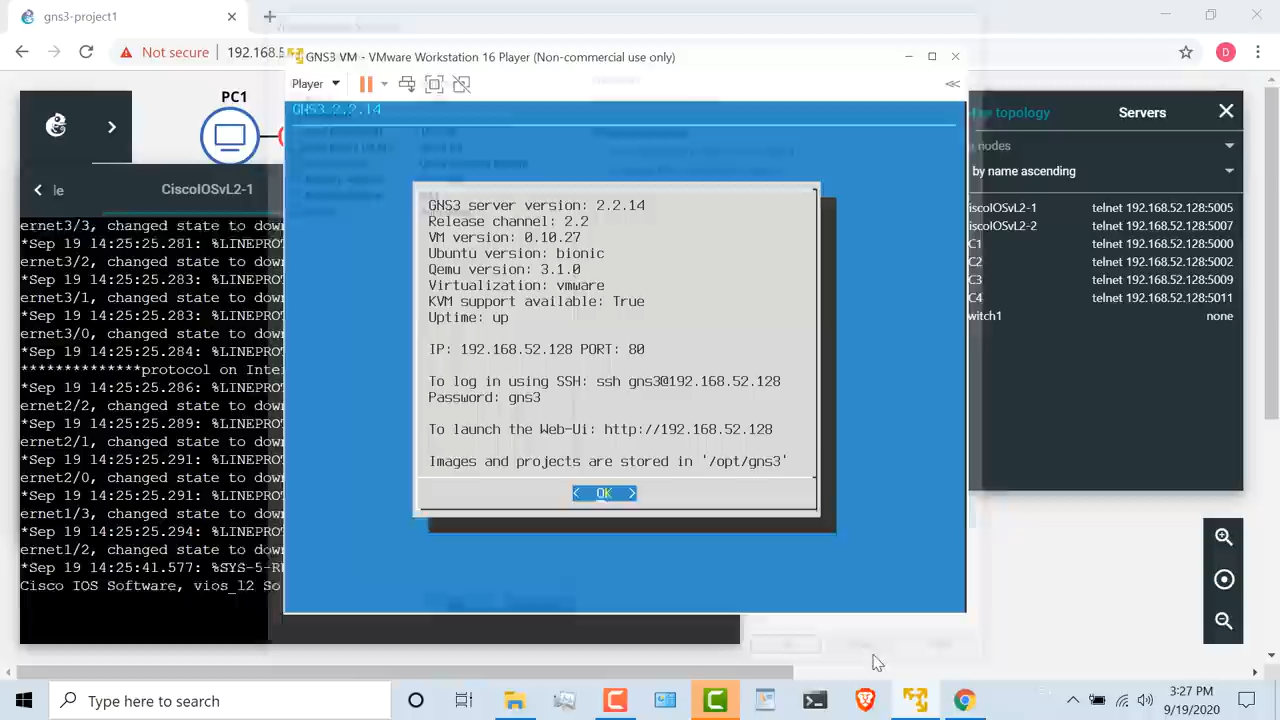 gns3-project1
Not secure
192.168.5
GNS3 VM - VMware Workstation 16 Player (Non-commercial use only)
Player
GNS3 2.2.14
PC1
le
CiscoIOSvL2-1
ernet3/3, changed state to dow
*Sep 19 14:25:25.281: %LINEPROT
ernet3/2, changed state to dow
*Sep 19 14:25:25.283: %LINEPROT
ernet3/1, changed state to dow
*Sep 19 14:25:25.283: %LINEPROT
ernet3/0, changed state to dow
*Sep 19 14:25:25.284: %LINEPROT
**************protocol on Inte
*Sep 19 14:25:25.286: %LINEPROT
ernet2/2, changed state to dow
*Sep 19 14:25:25.289: %LINEPROT
ernet2/1, changed state to dow
*Sep 19 14:25:25.291: %LINEPROT
ernet2/0, changed state to dow
*Sep 19 14:25:25.291: %LINEPROT
ernet1/3, changed state to dow
*Sep 19 14:25:25.294: %LINEPROT
ernet1/2, changed state to dow
*Sep 19 14:25:41.577: %SYS-5-R
Cisco IOS Software, vios_l2 So
GNS3 server version: 2.2.14
Release channel: 2.2
VM version: 0.10.27
Ubuntu version: bionic
Qemu version: 3.1.0
Virtualization: vmware
KVM support available: True
Uptime: up
IP: 192.168.52.128 PORT: 80
To log in using SSH: ssh gns3@192.168.52.128
Password: gns3
To launch the Web-Ui: http://192.168.52.128
Images and projects are stored in '/opt/gns3'
< OK >
topology
Servers
nodes
by name ascending
iscoIOSvL2-1 telnet 192.168.52.128:5005
iscoIOSvL2-2 telnet 192.168.52.128:5007
C1 telnet 192.168.52.128:5000
C2 telnet 192.168.52.128:5002
C3 telnet 192.168.52.128:5009
C4 telnet 192.168.52.128:5011
witch1 none
D
Type here to search
3:27 PM
9/19/2020